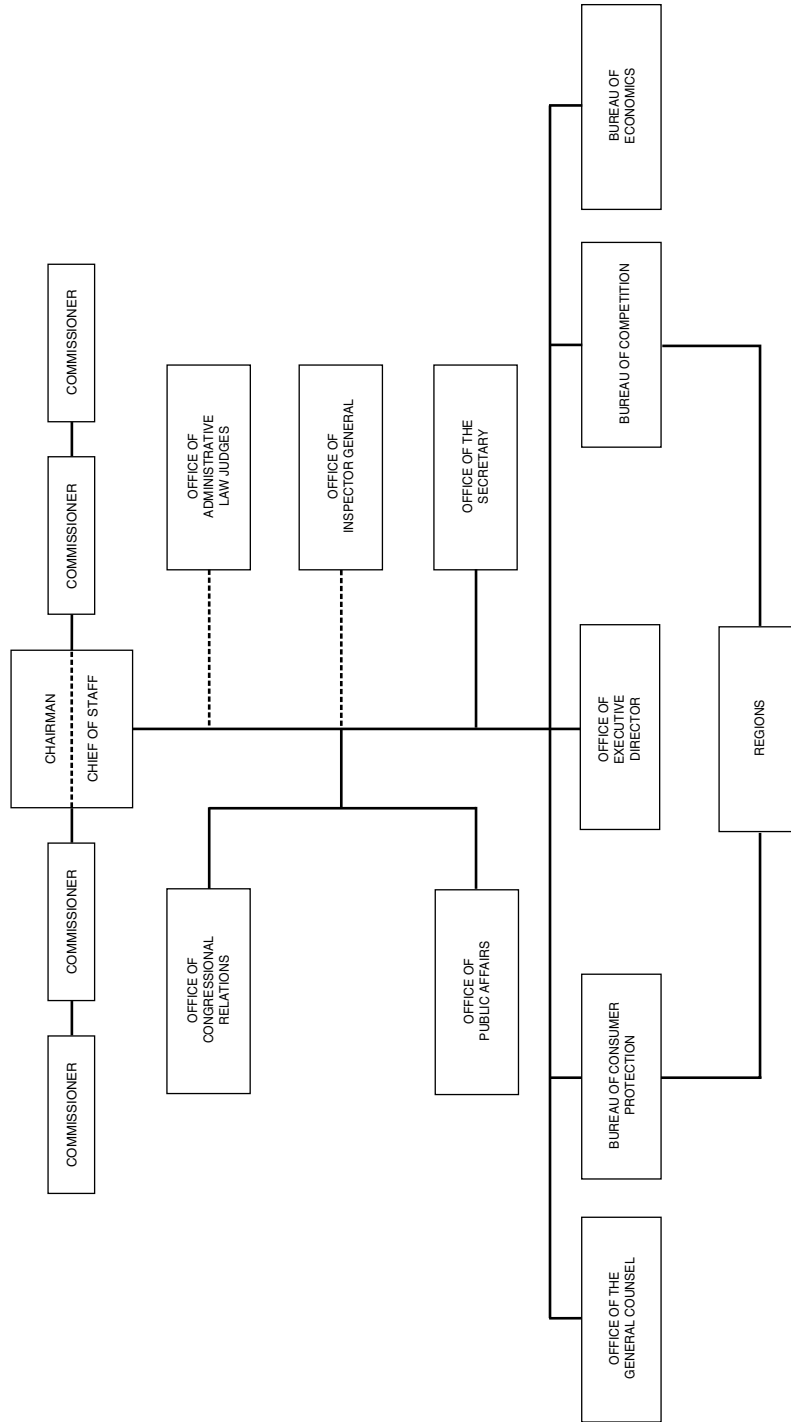 COMMISSIONER
COMMISSIONER
CHAIRMAN
CHIEF OF STAFF
COMMISSIONER
COMMISSIONER
OFFICE OF
CONGRESSIONAL
RELATIONS
OFFICE OF
ADMINISTRATIVE
LAW JUDGES
OFFICE OF
INSPECTOR GENERAL
OFFICE OF
PUBLIC AFFAIRS
OFFICE OF THE
SECRETARY
OFFICE OF THE
GENERAL COUNSEL
BUREAU OF CONSUMER
PROTECTION
OFFICE OF
EXECUTIVE
DIRECTOR
BUREAU OF COMPETITION
BUREAU OF
ECONOMICS
REGIONS